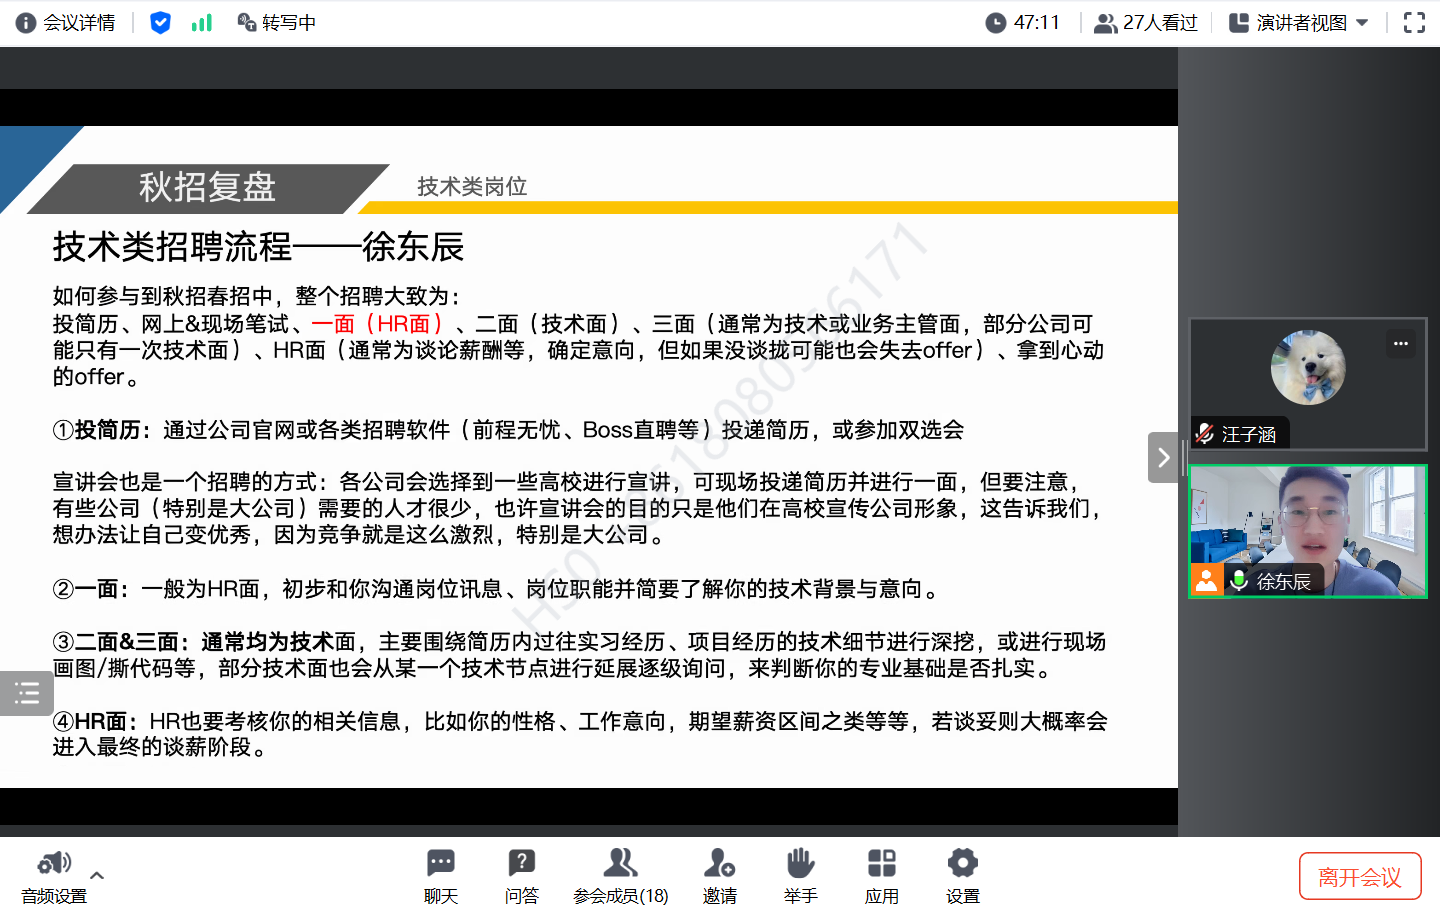 会议详情
转写中
47:11
27人看过
演讲者视图
秋招复盘
技术类岗位
技术类招聘流程——徐东辰
如何参与到秋招春招中，整个招聘大致为：
投简历、网上&现场笔试、一面（HR面）、二面（技术面）、三面（通常为技术或业务主管面，部分公司可
能只有一次技术面）、HR面（通常为谈论薪酬等，确定意向，但如果没谈拢可能也会失去offer）、拿到心动
的offer。
①投简历：通过公司官网或各类招聘软件（前程无忧、Boss直聘等）投递简历，或参加双选会
宣讲会也是一个招聘的方式：各公司会选择到一些高校进行宣讲，可现场投递简历并进行一面，但要注意，
有些公司（特别是大公司）需要的人才很少，也许宣讲会的目的只是他们在高校宣传公司形象，这告诉我们，
想办法让自己变优秀，因为竞争就是这么激烈，特别是大公司。
②一面：一般为HR面，初步和你沟通岗位讯息、岗位职能并简要了解你的技术背景与意向。
③二面&三面：通常均为技术面，主要围绕简历内过往实习经历、项目经历的技术细节进行深挖，或进行现场
画图/撕代码等，部分技术面也会从某一个技术节点进行延展逐级询问，来判断你的专业基础是否扎实。
④HR面：HR也要考核你的相关信息，比如你的性格、工作意向，期望薪资区间之类等等，若谈妥则大概率会
进入最终的谈薪阶段。
汪子涵
徐东辰
音频设置
聊天
问答
参会成员(18)
邀请
举手
应用
设置
离开会议